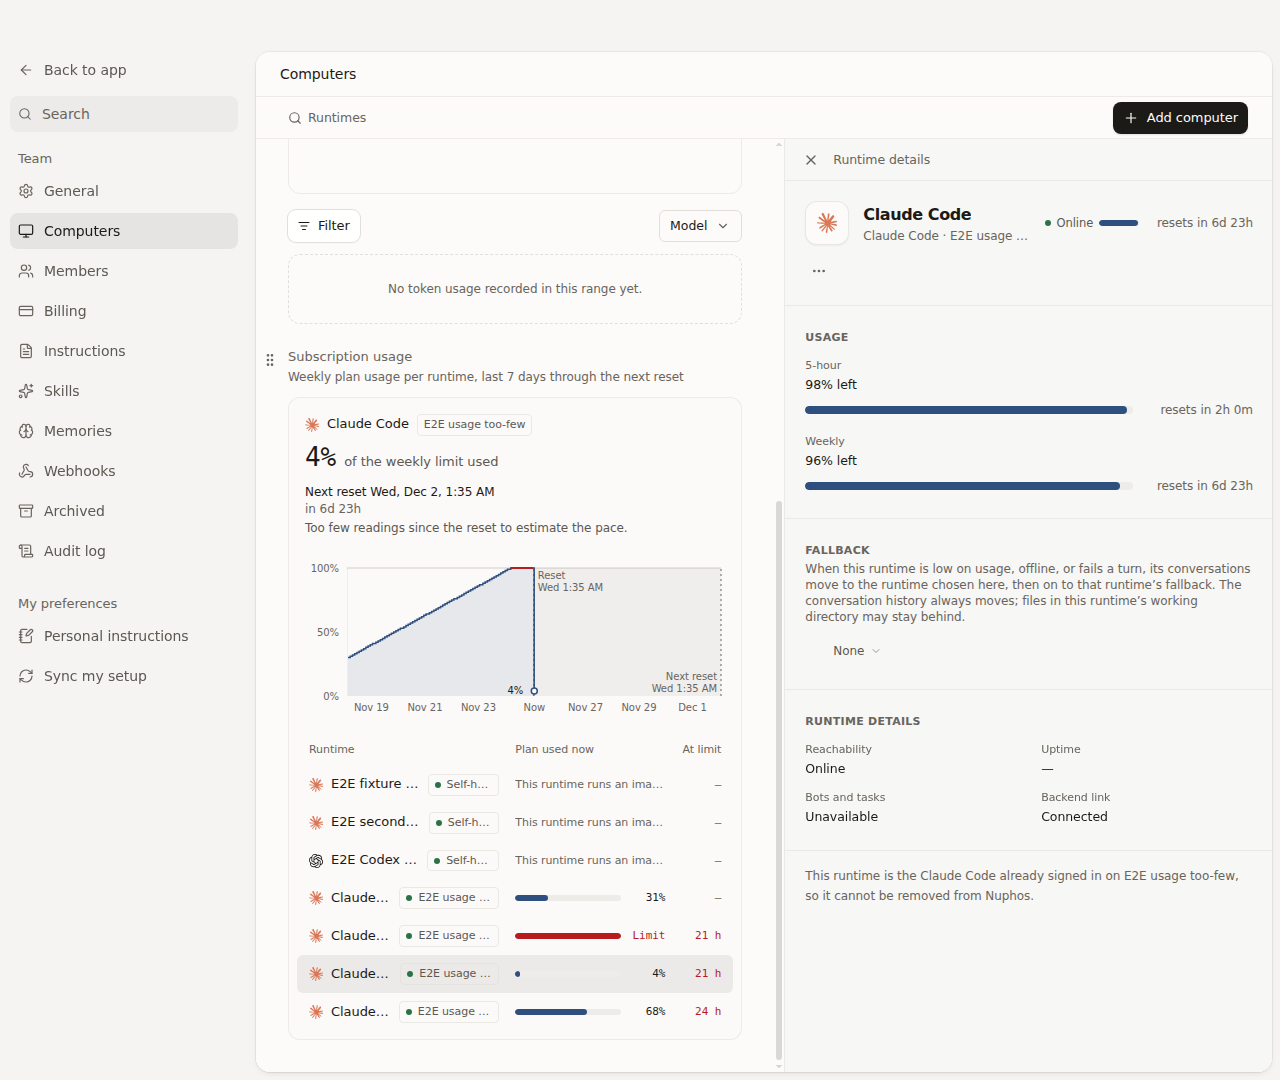 Back to app
Search
Team
General
Computers
Members
Billing
Instructions
Skills
Memories
Webhooks
Archived
Audit log
My preferences
Personal instructions
Sync my setup
Computers
Runtimes
Add computer
Filter
Model
No token usage recorded in this range yet.
Subscription usage
Weekly plan usage per runtime, last 7 days through the next reset
Claude Code
E2E usage too-few
4% of the weekly limit used
Next reset Wed, Dec 2, 1:35 AM
in 6d 23h
Too few readings since the reset to estimate the pace.
100%
50%
0%
Reset
Wed 1:35 AM
4%
Next reset
Wed 1:35 AM
Nov 19 Nov 21 Nov 23 Now Nov 27 Nov 29 Dec 1
Runtime Plan used now At limit
E2E fixture … Self-h… This runtime runs an ima… –
E2E second… Self-h… This runtime runs an ima… –
E2E Codex … Self-h… This runtime runs an ima… –
Claude… E2E usage … 31% –
Claude… E2E usage … Limit 21 h
Claude… E2E usage … 4% 21 h
Claude… E2E usage … 68% 24 h
Runtime details
Claude Code
Claude Code · E2E usage …
Online
resets in 6d 23h
USAGE
5-hour
98% left
resets in 2h 0m
Weekly
96% left
resets in 6d 23h
FALLBACK
When this runtime is low on usage, offline, or fails a turn, its conversations
move to the runtime chosen here, then on to that runtime’s fallback. The
conversation history always moves; files in this runtime’s working
directory may stay behind.
None
RUNTIME DETAILS
Reachability
Online
Uptime
—
Bots and tasks
Unavailable
Backend link
Connected
This runtime is the Claude Code already signed in on E2E usage too-few,
so it cannot be removed from Nuphos.